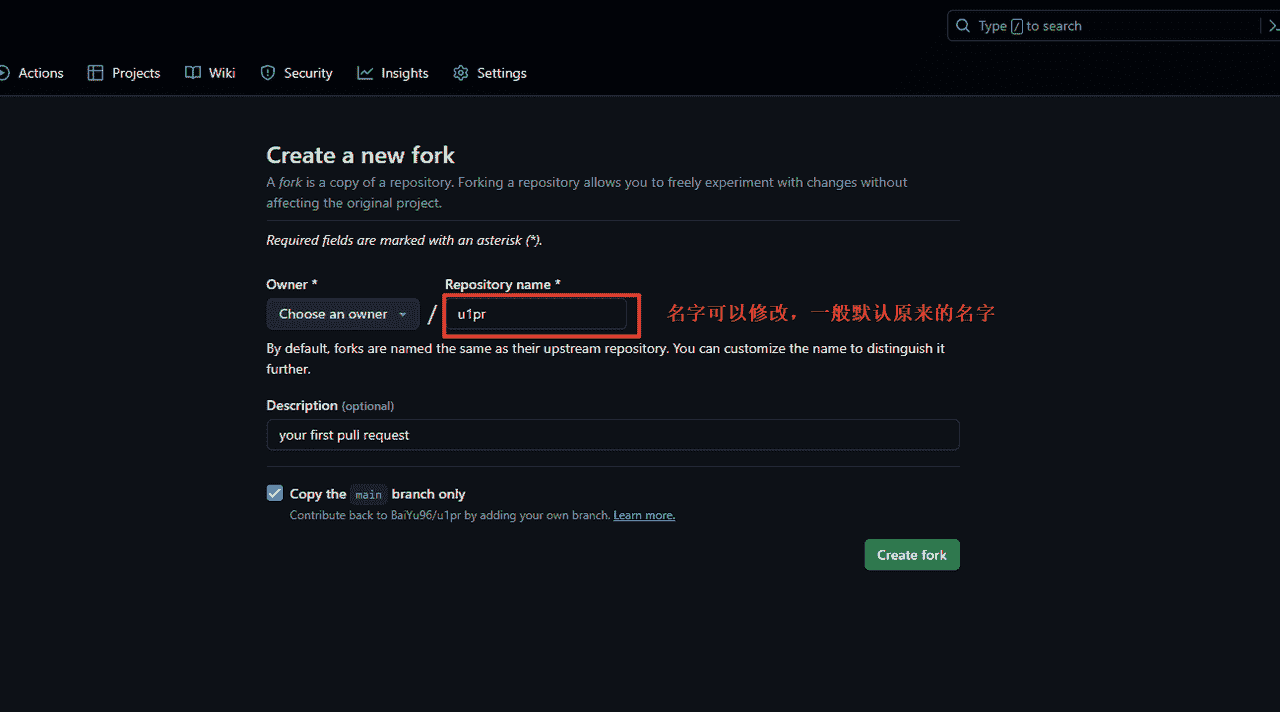 Type / to search
Actions Projects Wiki Security Insights Settings
Create a new fork
A fork is a copy of a repository. Forking a repository allows you to freely experiment with changes without
affecting the original project.
Required fields are marked with an asterisk (*).
Owner * Repository name *
Choose an owner / u1pr 名字可以修改，一般默认原来的名字
By default, forks are named the same as their upstream repository. You can customize the name to distinguish it
further.
Description (optional)
your first pull request
Copy the main branch only
Contribute back to BaiYu96/u1pr by adding your own branch. Learn more.
Create fork